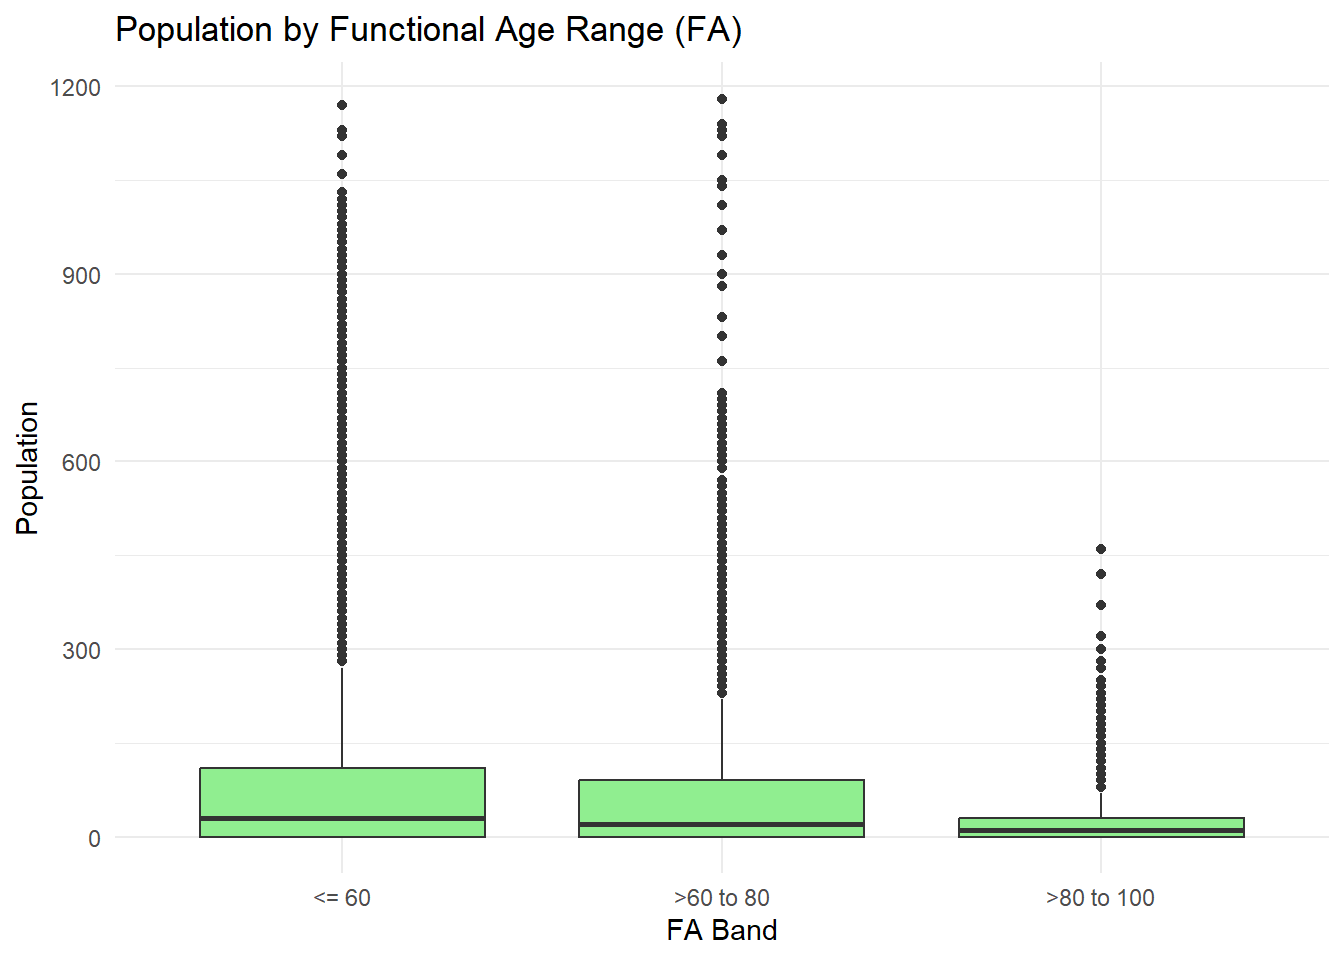 Population by Functional Age Range (FA)
1200
900
600
300
0
Population
<= 60
>60 to 80
>80 to 100
FA Band